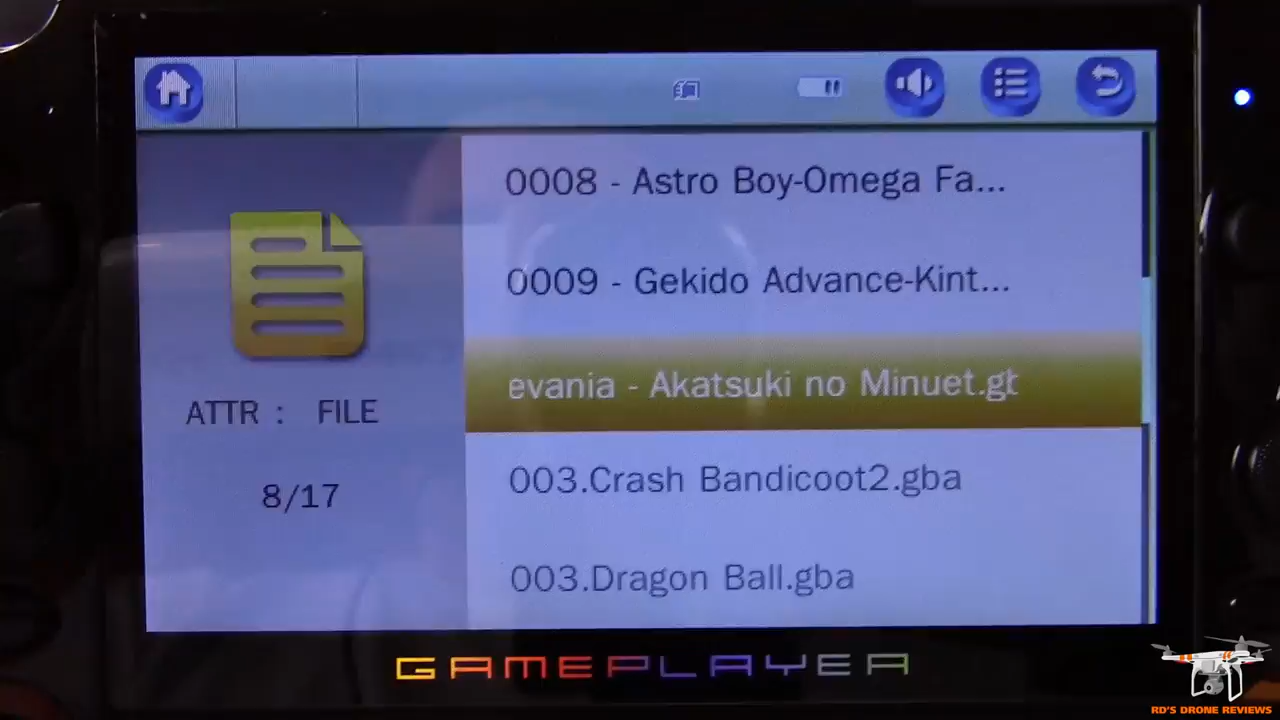 0008 - Astro Boy-Omega Fa...
0009 - Gekido Advance-Kint...
evania - Akatsuki no Minuet.gb
003.Crash Bandicoot2.gba
003.Dragon Ball.gba
ATTR : FILE
8/17
GAMEPLAYER
RD'S DRONE REVIEWS